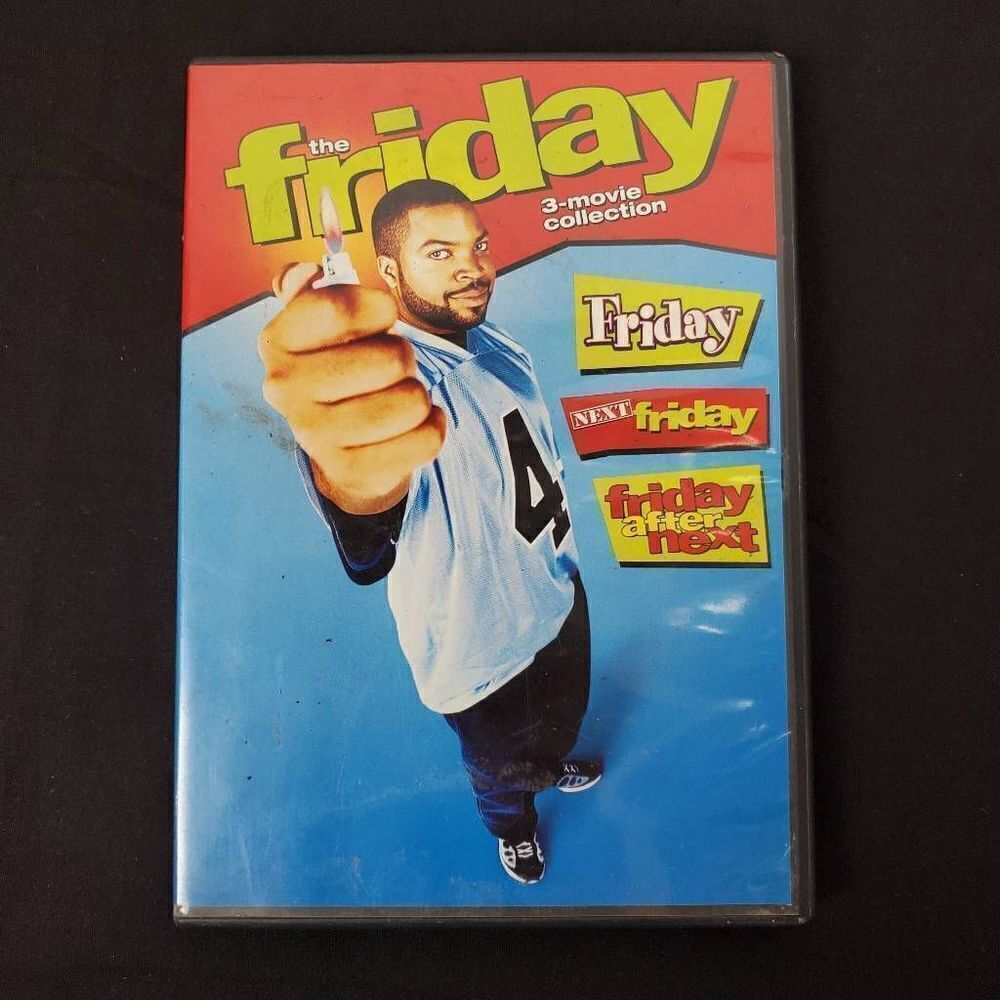 the
friday
3-movie
collection
Friday
NEXT friday
friday
after
next
4